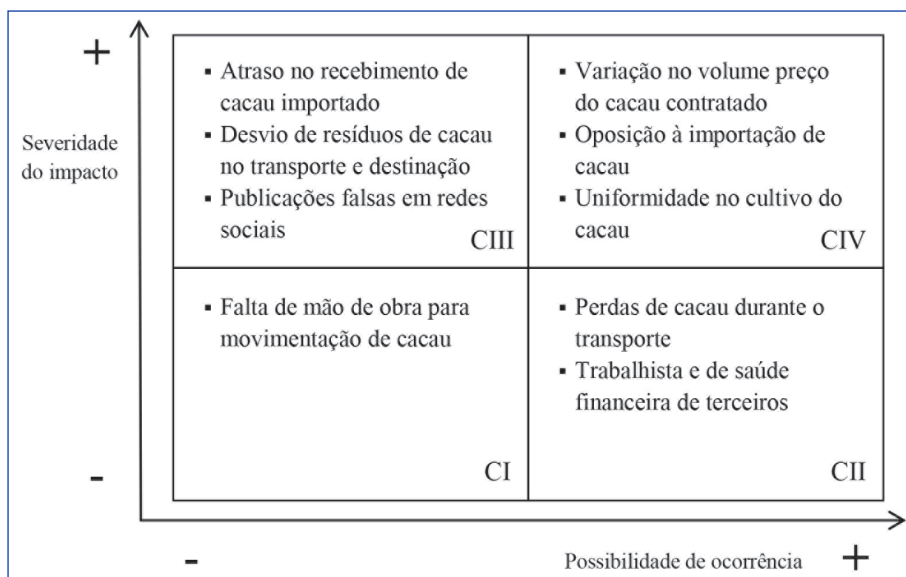 +
Severidade
do impacto
-
▪ Atraso no recebimento de
cacau importado
▪ Desvio de resíduos de cacau
no transporte e destinação
▪ Publicações falsas em redes
sociais
CIII
▪ Variação no volume preço
do cacau contratado
▪ Oposição à importação de
cacau
▪ Uniformidade no cultivo do
cacau
CIV
▪ Falta de mão de obra para
movimentação de cacau
CI
▪ Perdas de cacau durante o
transporte
▪ Trabalhista e de saúde
financeira de terceiros
CII
-
Possibilidade de ocorrência
+